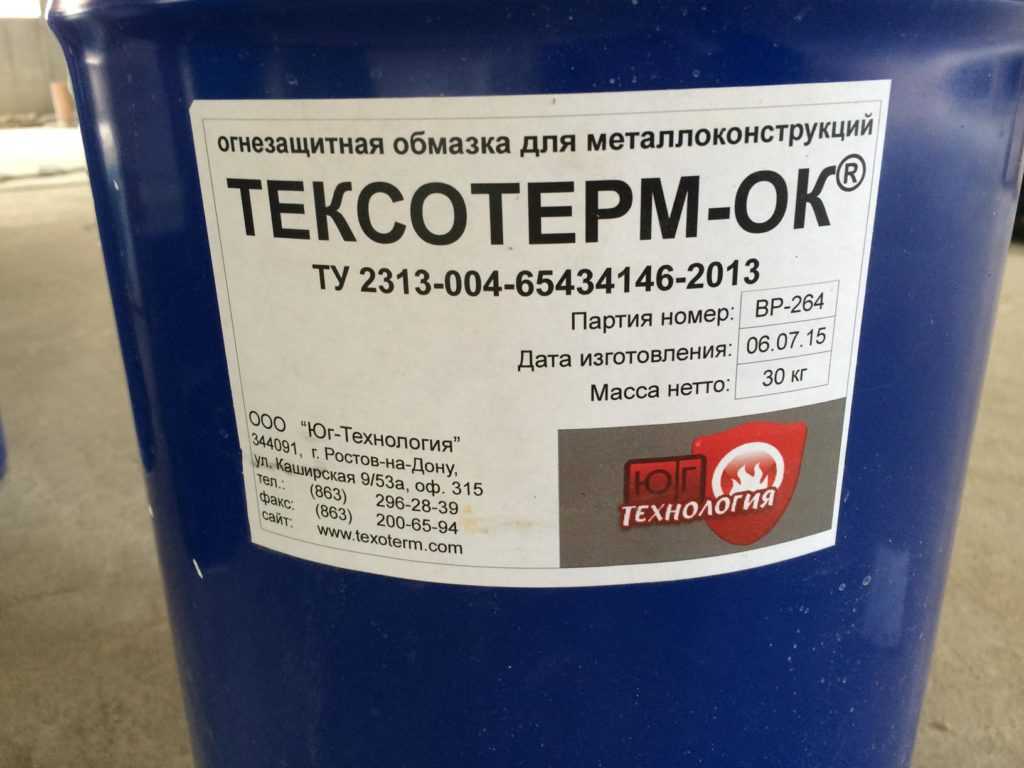 огнезащитная обмазка для металлоконструкций
ТЕКСОТЕРМ-ОК®
ТУ 2313-004-65434146-2013
Партия номер: ВР-264
Дата изготовления: 06.07.15
Масса нетто: 30 кг
ООО "Юг-Технология"
344091, г. Ростов-на-Дону,
ул. Каширская 9/53а, оф. 315
тел.: (863) 296-28-39
факс: (863) 200-65-94
сайт: www.texoterm.com
ЮГ
ТЕХНОЛОГИЯ